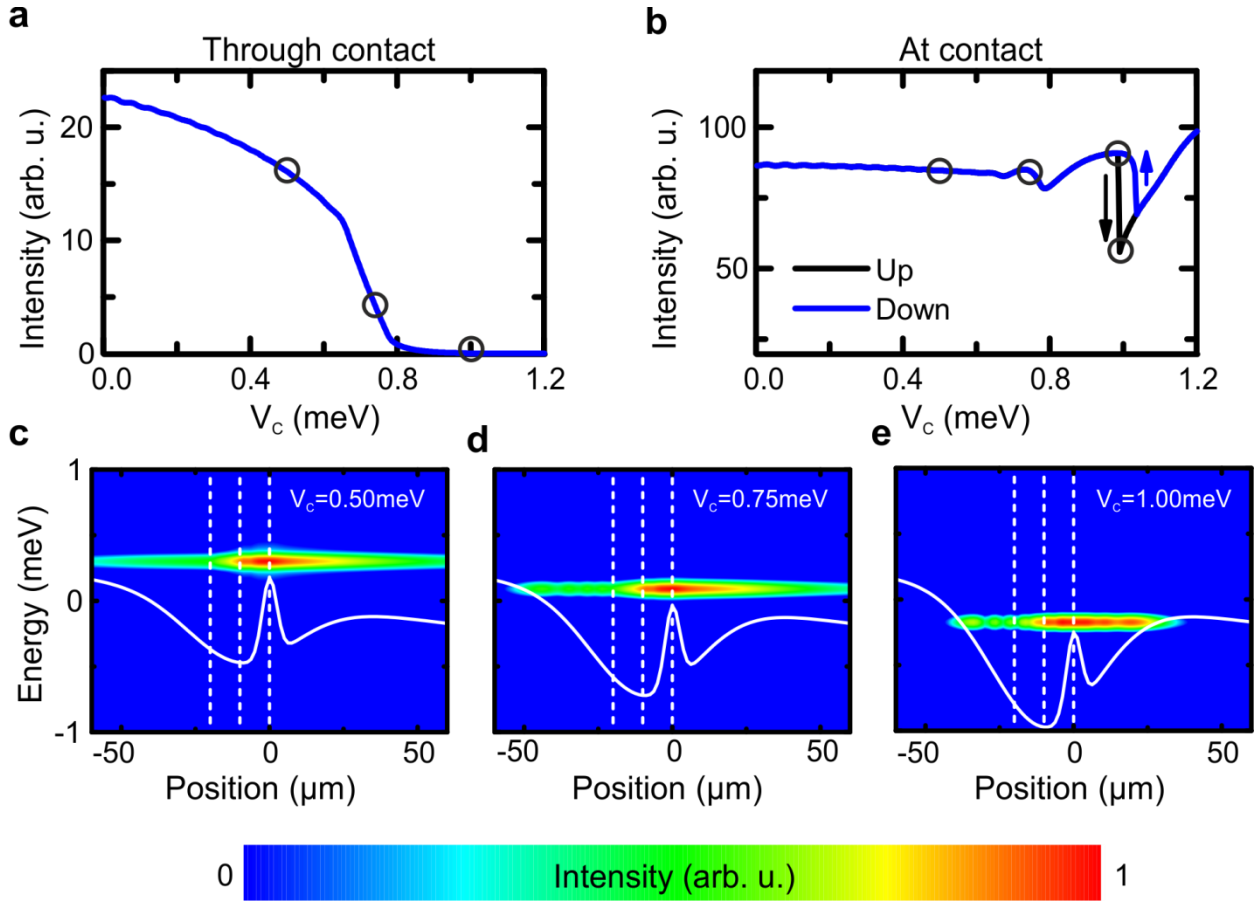 a
Through contact
Intensity (arb. u.)
20
10
0
0.0 0.4 0.8 1.2
V_C (meV)
b
At contact
Intensity (arb. u.)
100
50
Up
Down
0.0 0.4 0.8 1.2
V_C (meV)
c
Energy (meV)
1
0
-1
V_C=0.50meV
-50 0 50
Position (μm)
d
V_C=0.75meV
-50 0 50
Position (μm)
e
V_C=1.00meV
-50 0 50
Position (μm)
0 Intensity (arb. u.) 1